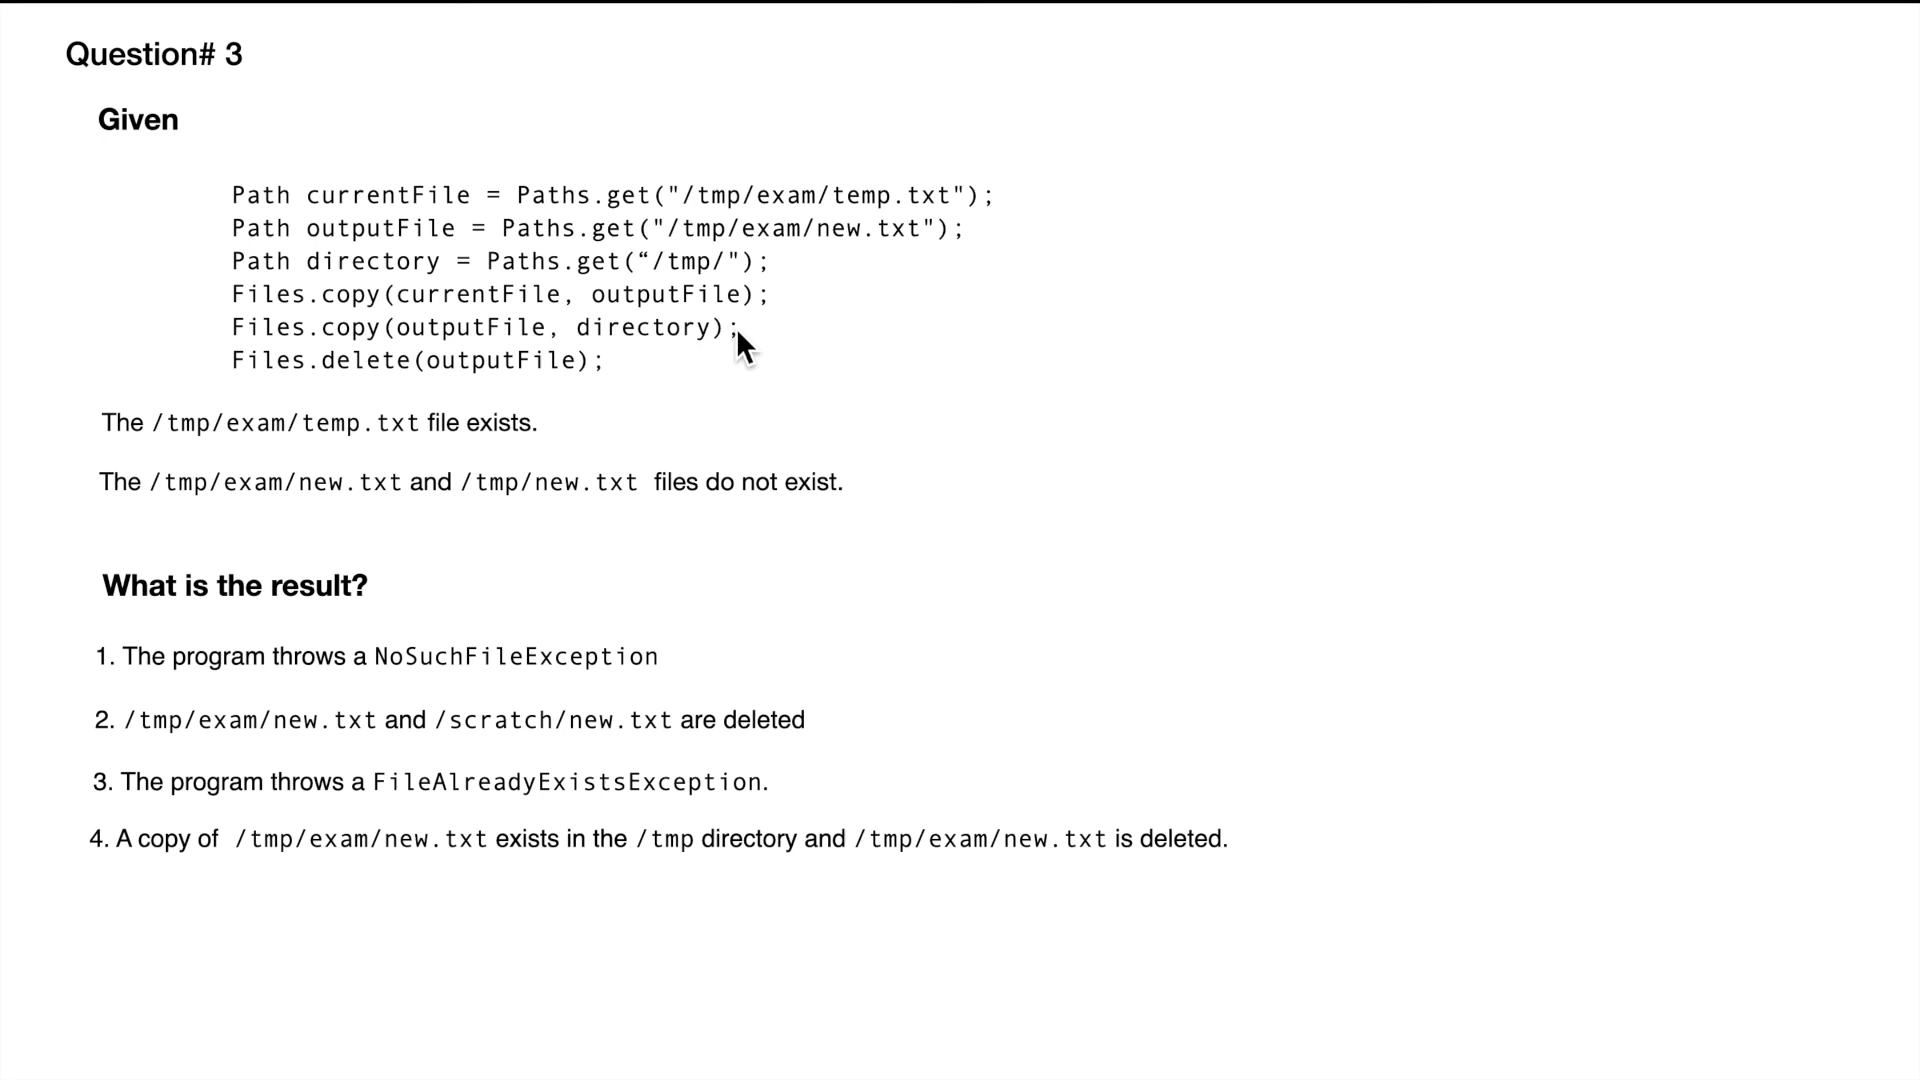 Question# 3
Given
Path currentFile = Paths.get("/tmp/exam/temp.txt");
Path outputFile = Paths.get("/tmp/exam/new.txt");
Path directory = Paths.get(“/tmp/");
Files.copy(currentFile, outputFile);
Files.copy(outputFile, directory);
Files.delete(outputFile);
The /tmp/exam/temp.txt file exists.
The /tmp/exam/new.txt and /tmp/new.txt files do not exist.
What is the result?
1. The program throws a NoSuchFileException
2. /tmp/exam/new.txt and /scratch/new.txt are deleted
3. The program throws a FileAlreadyExistsException.
4. A copy of /tmp/exam/new.txt exists in the /tmp directory and /tmp/exam/new.txt is deleted.